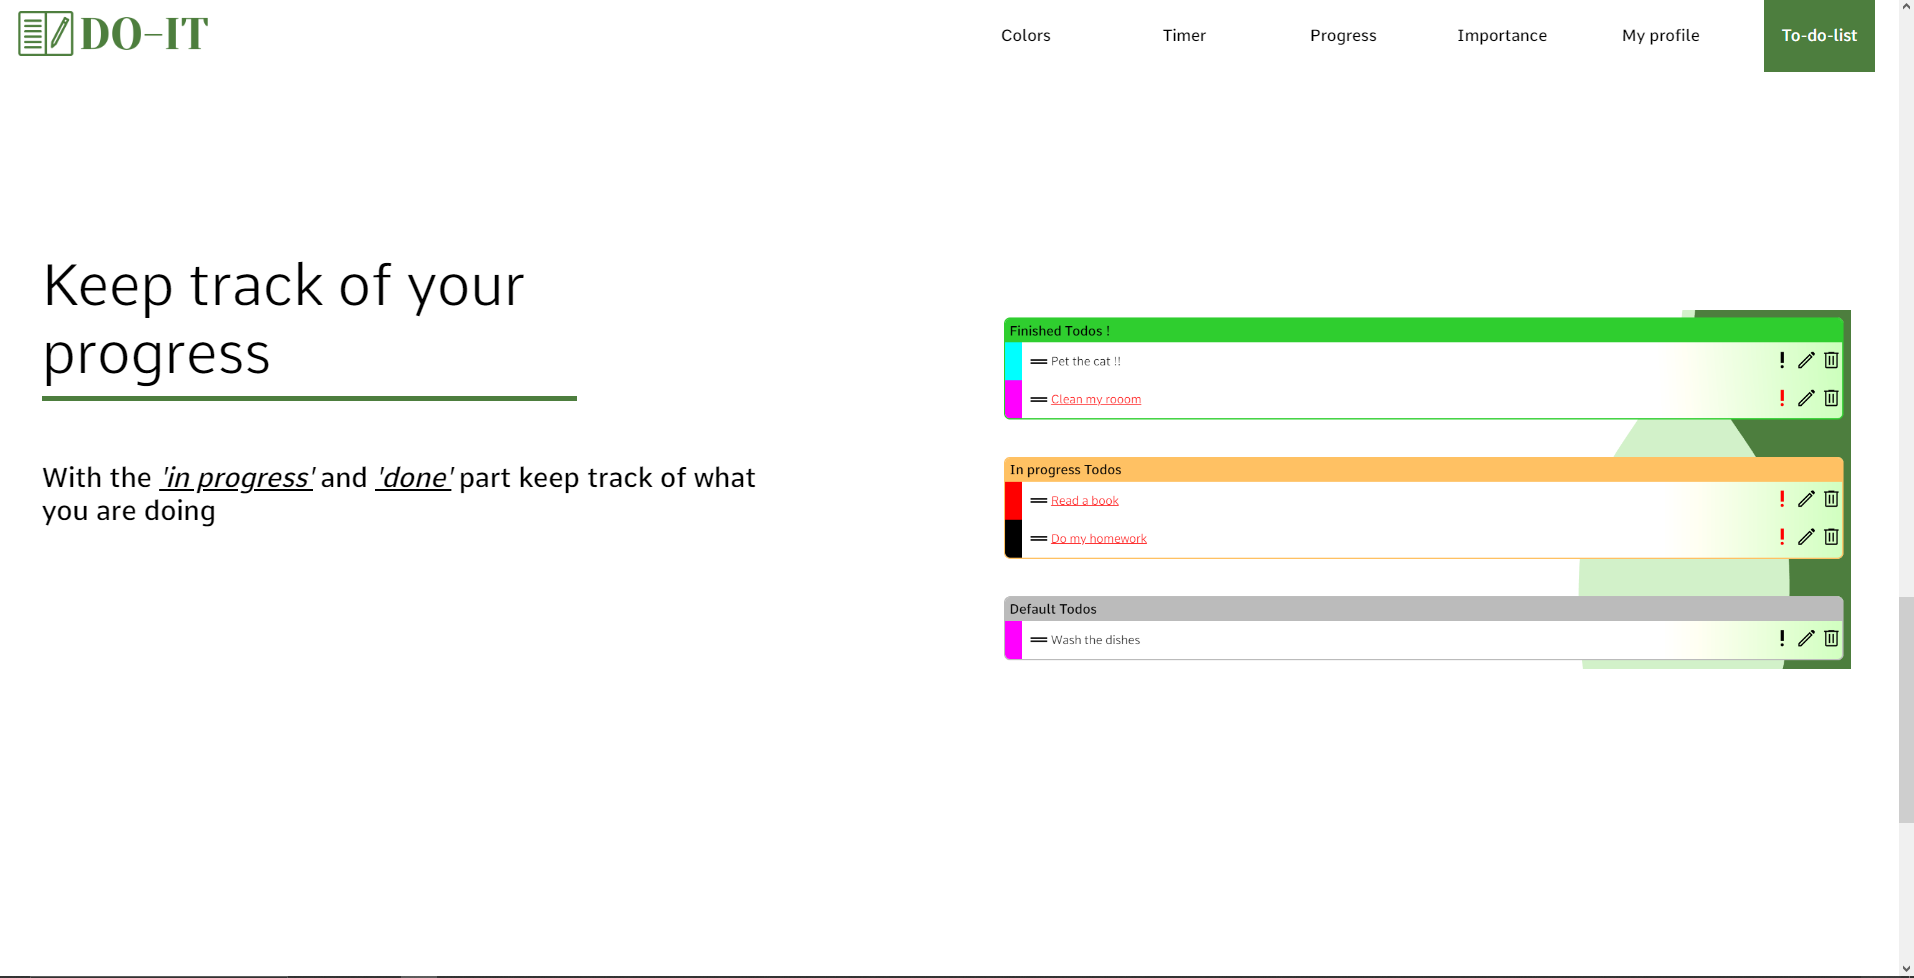 DO-IT
Colors
Timer
Progress
Importance
My profile
To-do-list
Keep track of your
progress
With the 'in progress' and 'done' part keep track of what
you are doing
Finished Todos !
Pet the cat !!
Clean my rooom
In progress Todos
Read a book
Do my homework
Default Todos
Wash the dishes